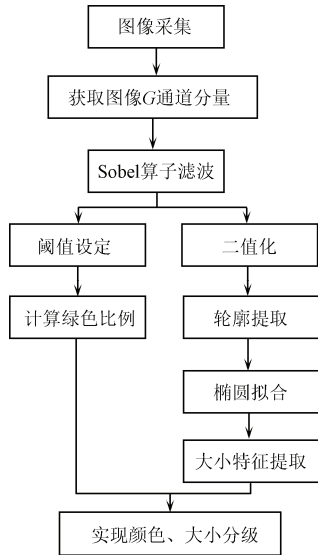 图像采集
获取图像G通道分量
Sobel算子滤波
阈值设定
二值化
计算绿色比例
轮廓提取
椭圆拟合
大小特征提取
实现颜色、大小分级